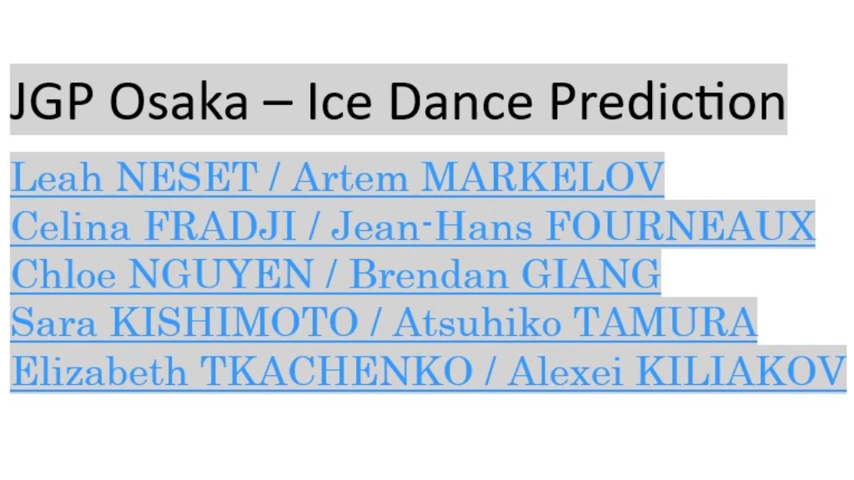 JGP Osaka – Ice Dance Prediction
Leah NESET / Artem MARKELOV
Celina FRADJI / Jean-Hans FOURNEAUX
Chloe NGUYEN / Brendan GIANG
Sara KISHIMOTO / Atsuhiko TAMURA
Elizabeth TKACHENKO / Alexei KILIAKOV